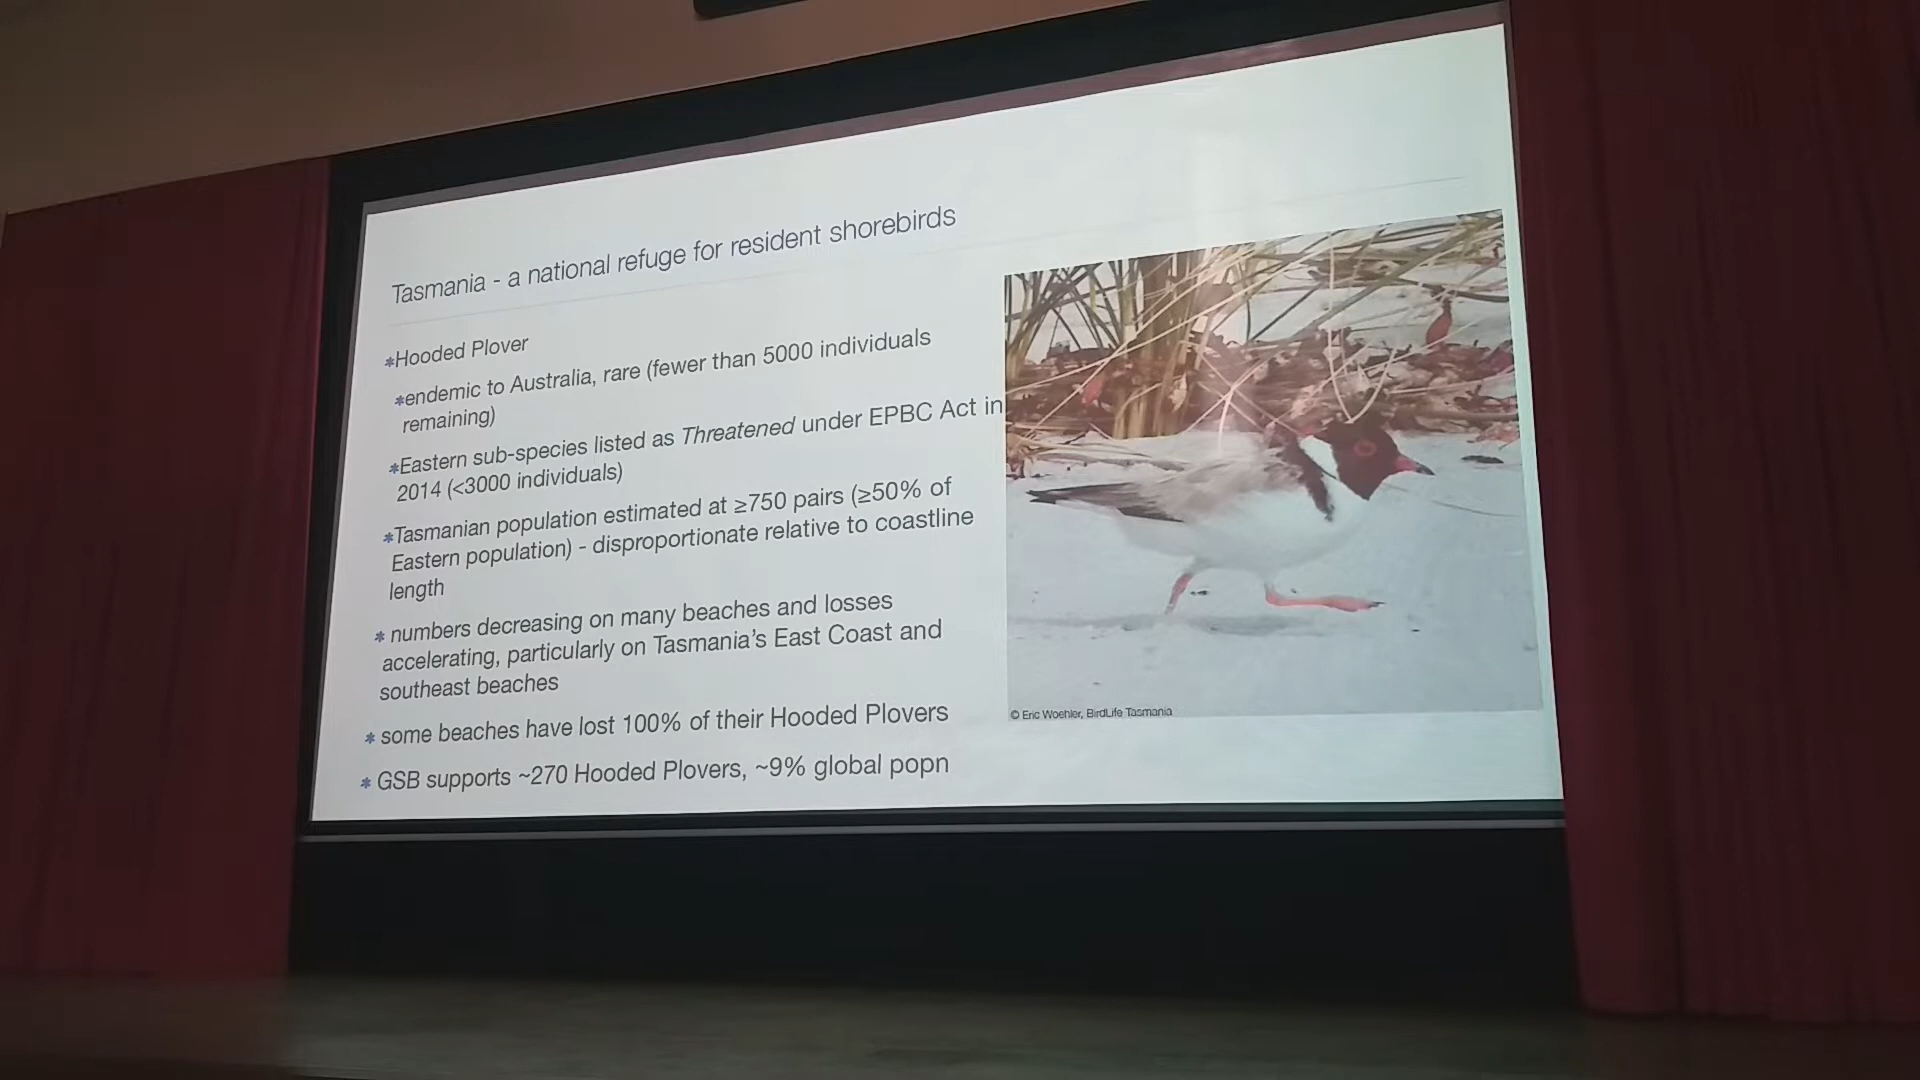 Tasmania - a national refuge for resident shorebirds
*Hooded Plover
*endemic to Australia, rare (fewer than 5000 individuals
remaining)
*Eastern sub-species listed as Threatened under EPBC Act in
2014 (<3000 individuals)
*Tasmanian population estimated at ≥750 pairs (≥50% of
Eastern population) - disproportionate relative to coastline
length
* numbers decreasing on many beaches and losses
accelerating, particularly on Tasmania's East Coast and
southeast beaches
* some beaches have lost 100% of their Hooded Plovers
* GSB supports ~270 Hooded Plovers, ~9% global popn
© Eric Woehler, BirdLife Tasmania